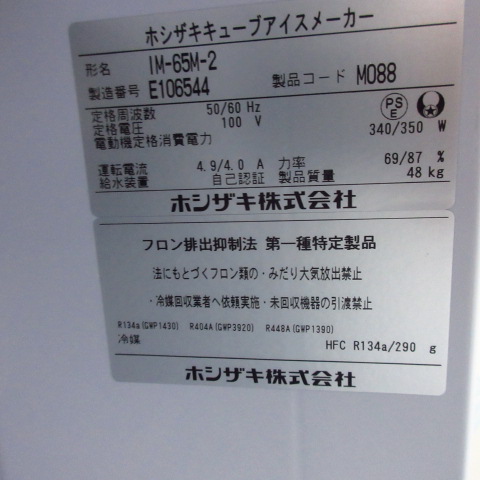 ホシザキキューブアイスメーカー
形名 IM-65M-2
製造番号 E106544 製品コード M088
定格周波数 50/60 Hz
定格電圧 100 V
PS E
電動機定格消費電力 340/350 W
運転電流 4.9/4.0 A 力率 69/87 %
給水装置 自己認証 製品質量 48 kg
ホシザキ株式会社
フロン排出抑制法 第一種特定製品
法にもとづくフロン類の・みだり大気放出禁止
・冷媒回収業者へ依頼実施・未回収機器の引渡禁止
R134a(GWP1430) R404A(GWP3920) R448A(GWP1390)
冷媒 HFC R134a/290 g
ホシザキ株式会社